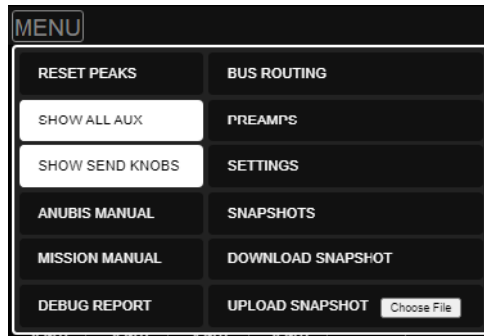 MENU
RESET PEAKS BUS ROUTING
SHOW ALL AUX PREAMPS
SHOW SEND KNOBS SETTINGS
ANUBIS MANUAL SNAPSHOTS
MISSION MANUAL DOWNLOAD SNAPSHOT
DEBUG REPORT UPLOAD SNAPSHOT Choose File